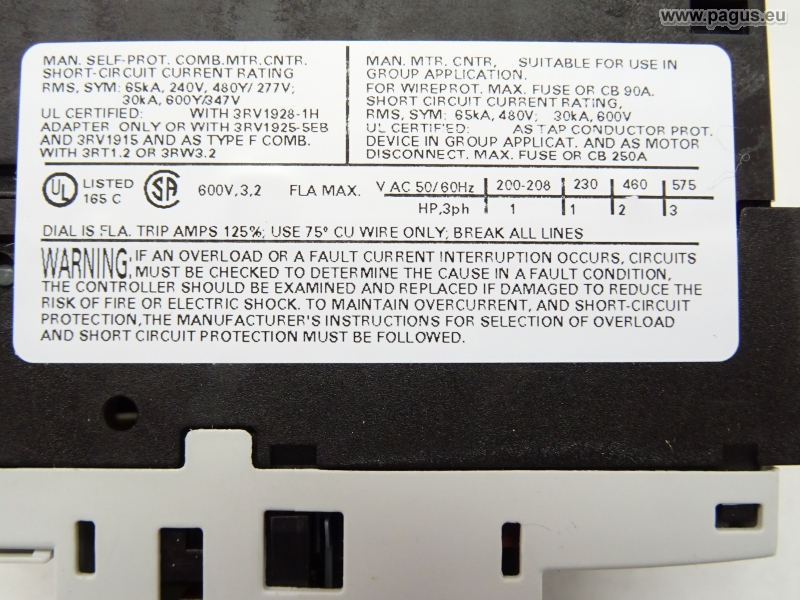 www.pagus.eu
MAN. SELF-PROT. COMB.MTR.CNTR.
SHORT-CIRCUIT CURRENT RATING
RMS, SYM: 65kA, 240V, 480Y/ 277V;
30kA, 600Y/347V
UL CERTIFIED: WITH 3RV1928-1H
ADAPTER ONLY OR WITH 3RV1925-5EB
AND 3RV1915 AND AS TYPE F COMB.
WITH 3RT1.2 OR 3RW3.2
MAN. MTR. CNTR, SUITABLE FOR USE IN
GROUP APPLICATION.
FOR WIREPROT. MAX. FUSE OR CB 90A.
SHORT CIRCUIT CURRENT RATING,
RMS, SYM: 65kA, 480V; 30kA, 600V
UL CERTIFIED: AS TAP CONDUCTOR PROT.
DEVICE IN GROUP APPLICAT. AND AS MOTOR
DISCONNECT. MAX. FUSE OR CB 250A
UL LISTED 165 C SA 600V,3,2 FLA MAX. V AC 50/60Hz 200-208 230 460 575
HP,3ph 1 1 2 3
DIAL IS FLA. TRIP AMPS 125%; USE 75° CU WIRE ONLY; BREAK ALL LINES
WARNING: IF AN OVERLOAD OR A FAULT CURRENT INTERRUPTION OCCURS, CIRCUITS
MUST BE CHECKED TO DETERMINE THE CAUSE IN A FAULT CONDITION,
THE CONTROLLER SHOULD BE EXAMINED AND REPLACED IF DAMAGED TO REDUCE THE
RISK OF FIRE OR ELECTRIC SHOCK. TO MAINTAIN OVERCURRENT, AND SHORT-CIRCUIT
PROTECTION,THE MANUFACTURER'S INSTRUCTIONS FOR SELECTION OF OVERLOAD
AND SHORT CIRCUIT PROTECTION MUST BE FOLLOWED.